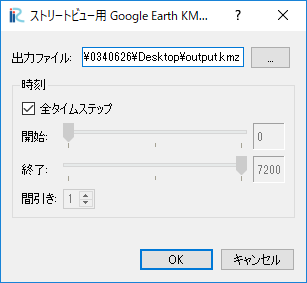 ストリートビュー用 Google Earth KM...
出力ファイル: ¥0340626¥Desktop¥output.kmz ...
時刻
全タイムステップ
開始: 0
終了: 7200
間引き: 1
OK キャンセル